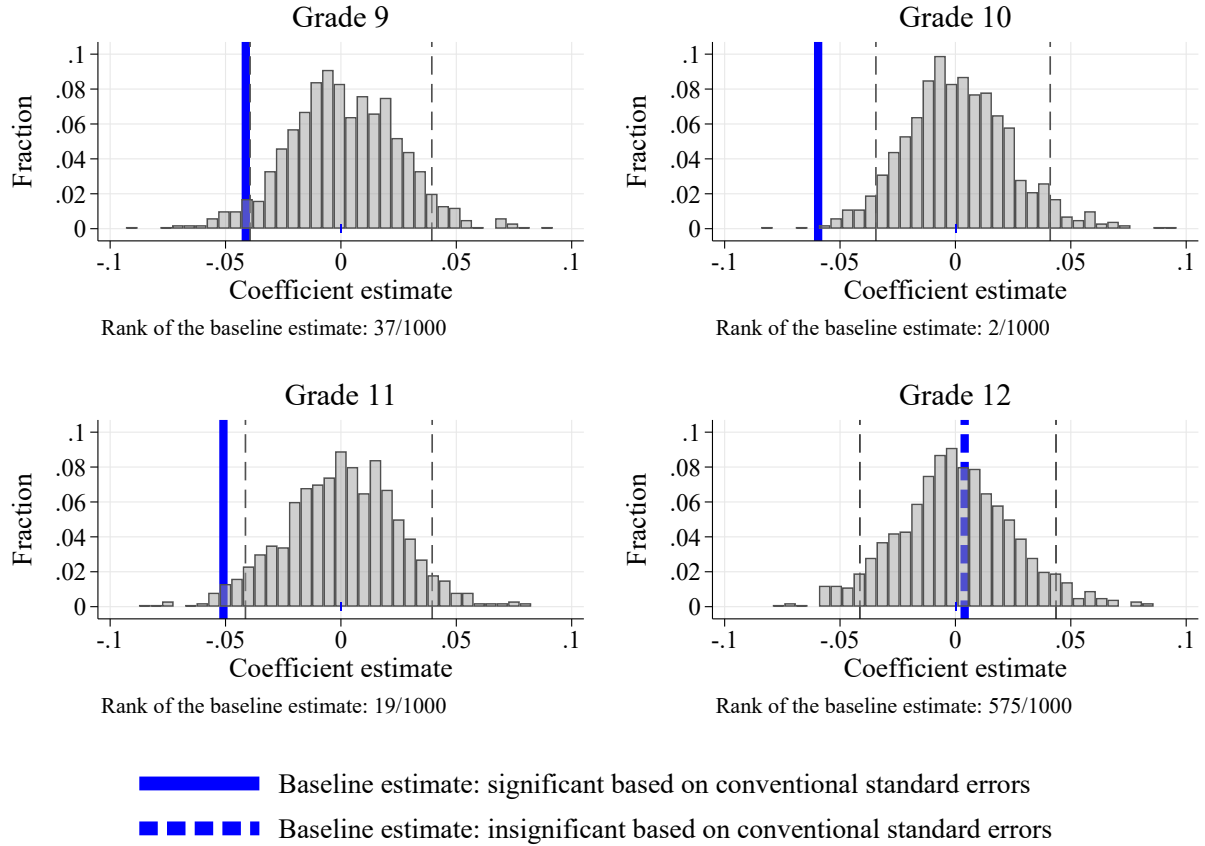 Grade 9
.1
.08
.06
.04
.02
0
Fraction
-.1 -.05 0 .05 .1
Coefficient estimate
Rank of the baseline estimate: 37/1000
Grade 10
.1
.08
.06
.04
.02
0
Fraction
-.1 -.05 0 .05 .1
Coefficient estimate
Rank of the baseline estimate: 2/1000
Grade 11
.1
.08
.06
.04
.02
0
Fraction
-.1 -.05 0 .05 .1
Coefficient estimate
Rank of the baseline estimate: 19/1000
Grade 12
.1
.08
.06
.04
.02
0
Fraction
-.1 -.05 0 .05 .1
Coefficient estimate
Rank of the baseline estimate: 575/1000
Baseline estimate: significant based on conventional standard errors
Baseline estimate: insignificant based on conventional standard errors